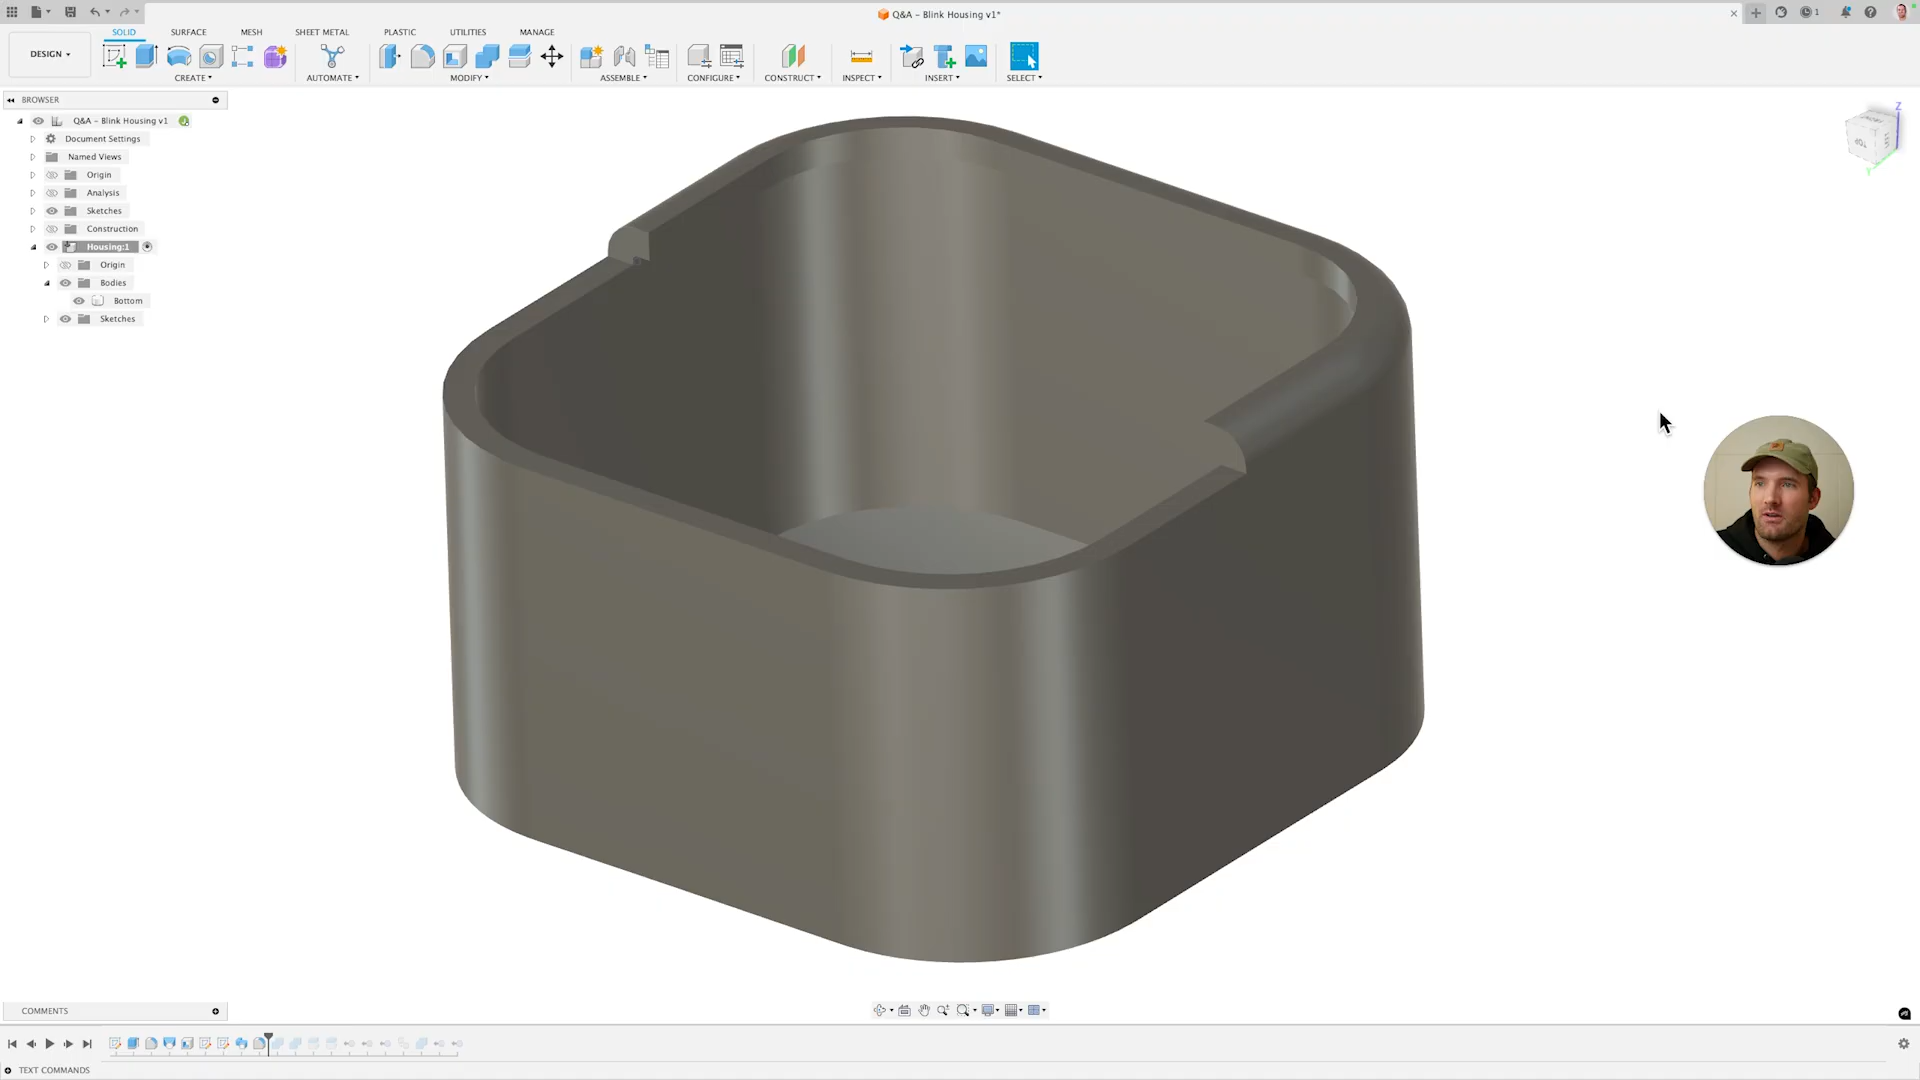 Q&A – Blink Housing v1*
1
DESIGN
SOLID
SURFACE
MESH
SHEET METAL
PLASTIC
UTILITIES
MANAGE
CREATE
AUTOMATE
MODIFY
ASSEMBLE
CONFIGURE
CONSTRUCT
INSPECT
INSERT
SELECT
BROWSER
Q&A – Blink Housing v1
Document Settings
Named Views
Origin
Analysis
Sketches
Construction
Housing:1
Origin
Bodies
Bottom
Sketches
Z
TOP
Y
COMMENTS
TEXT COMMANDS